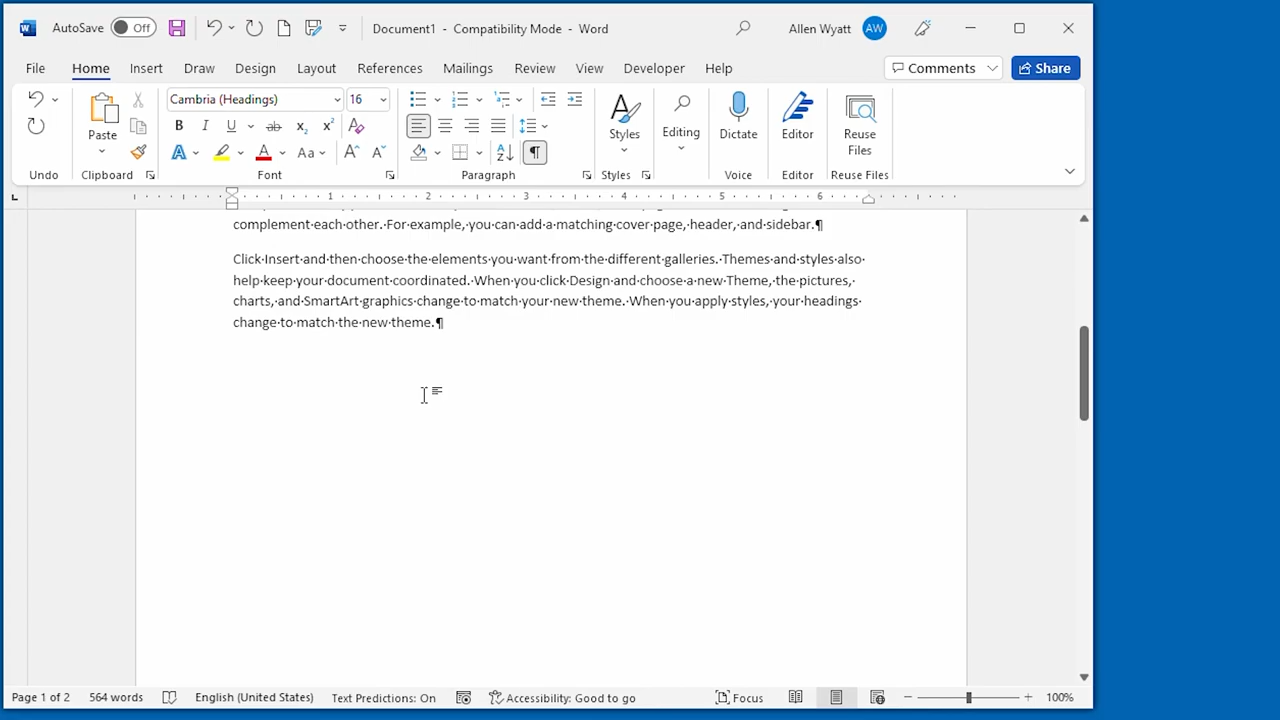 AutoSave Off Document1 - Compatibility Mode - Word Allen Wyatt AW
File Home Insert Draw Design Layout References Mailings Review View Developer Help Comments Share
Cambria (Headings) 16
Paste Styles Editing Dictate Editor Reuse Files
Undo Clipboard Font Paragraph Styles Voice Editor Reuse Files
1 2 3 4 5 6
complement·each·other.·For·example,·you·can·add·a·matching·cover·page,·header,·and·sidebar.¶
Click·Insert·and·then·choose·the·elements·you·want·from·the·different·galleries.·Themes·and·styles·also·
help·keep·your·document·coordinated.·When·you·click·Design·and·choose·a·new·Theme,·the·pictures,·
charts,·and·SmartArt·graphics·change·to·match·your·new·theme.·When·you·apply·styles,·your·headings·
change·to·match·the·new·theme.¶
Page 1 of 2 564 words English (United States) Text Predictions: On Accessibility: Good to go Focus 100%